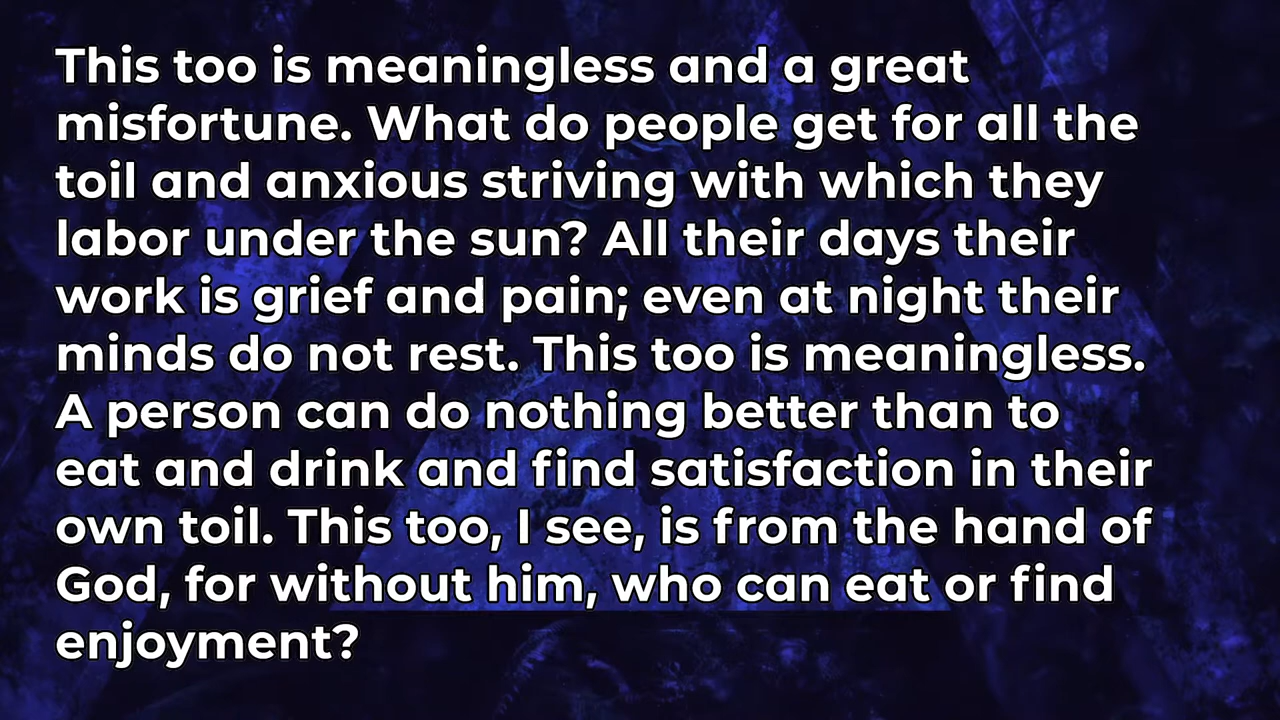 This too is meaningless and a great
misfortune. What do people get for all the
toil and anxious striving with which they
labor under the sun? All their days their
work is grief and pain; even at night their
minds do not rest. This too is meaningless.
A person can do nothing better than to
eat and drink and find satisfaction in their
own toil. This too, I see, is from the hand of
God, for without him, who can eat or find
enjoyment?